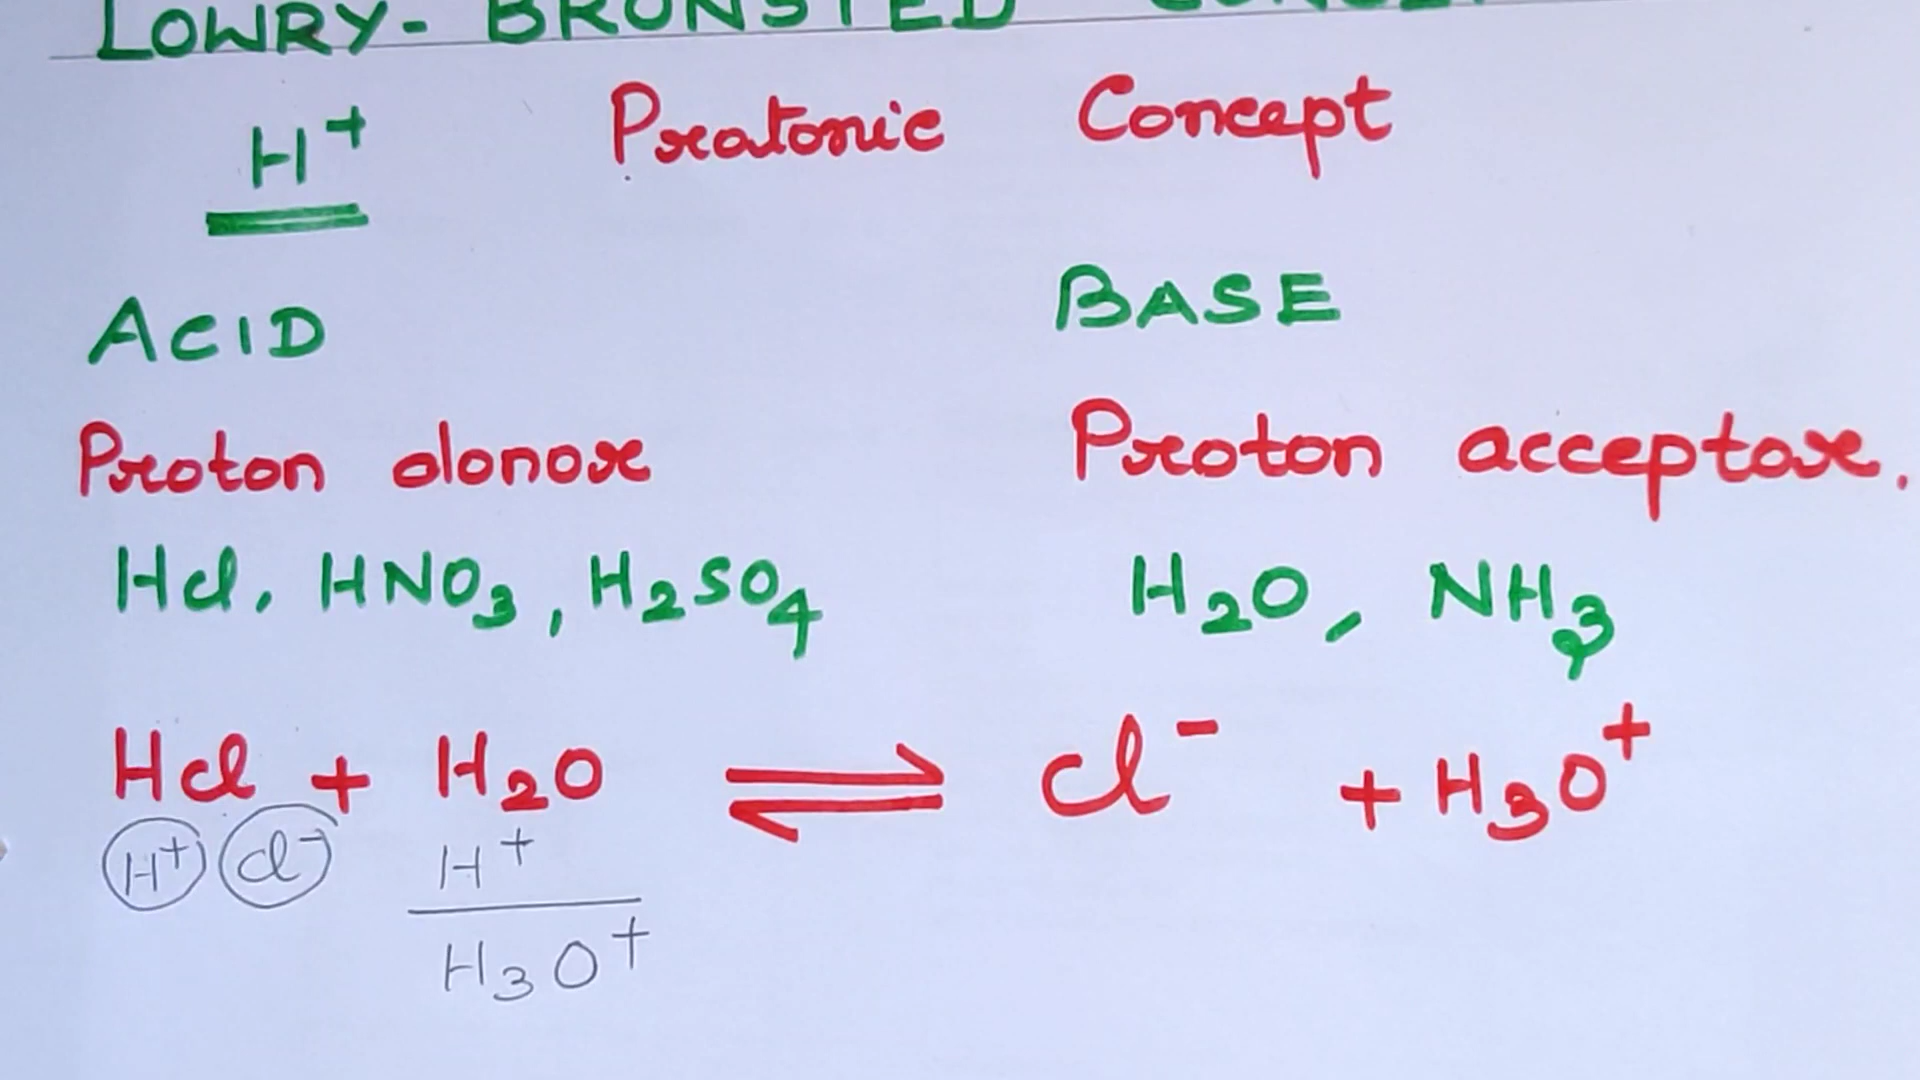 LOWRY- BRONSTED CONCE
H⁺ Protonic Concept
ACID BASE
Proton donor Proton acceptor.
Hcl, HNO₃, H₂SO₄ H₂O, NH₃
Hcl + H₂O ⇌ cl⁻ + H₃O⁺
H⁺ cl⁻ H⁺
H₃O⁺